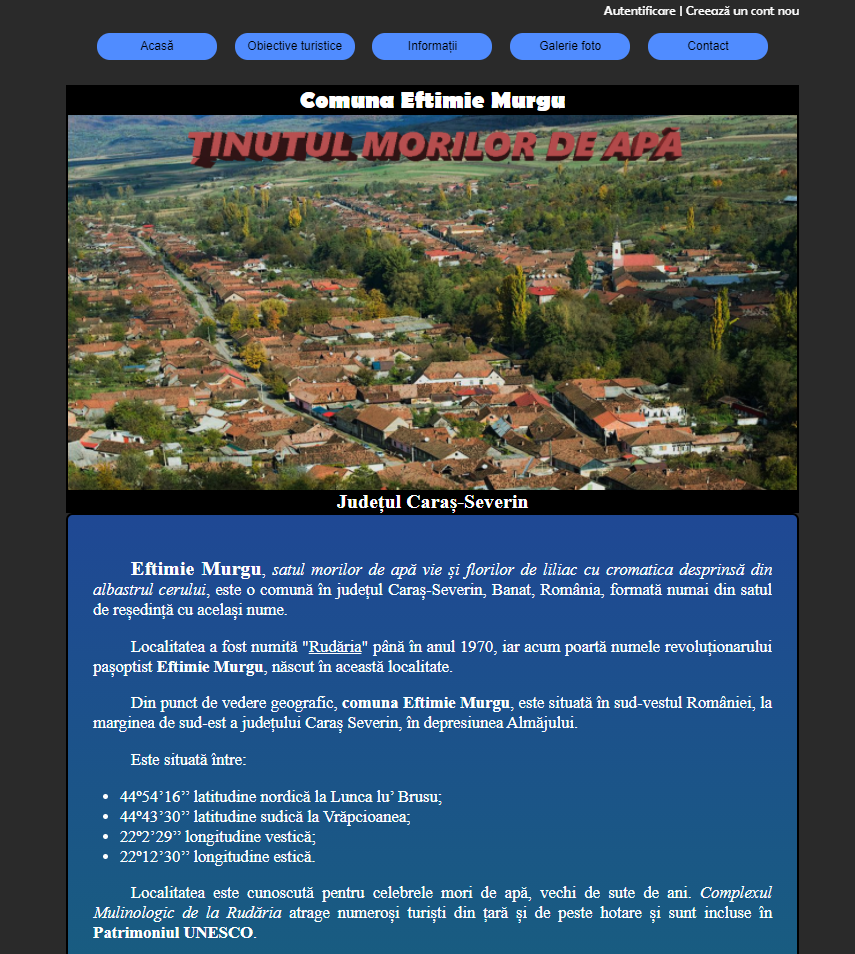 Autentificare | Creează un cont nou
Acasă
Obiective turistice
Informații
Galerie foto
Contact
Comuna Eftimie Murgu
ȚINUTUL MORILOR DE APĂ
Județul Caraș-Severin
Eftimie Murgu, satul morilor de apă vie și florilor de liliac cu cromatica desprinsă din
albastrul cerului, este o comună în județul Caraș-Severin, Banat, România, formată numai din satul
de reședință cu același nume.
Localitatea a fost numită "Rudăria" până în anul 1970, iar acum poartă numele revoluționarului
pașoptist Eftimie Murgu, născut în această localitate.
Din punct de vedere geografic, comuna Eftimie Murgu, este situată în sud-vestul României, la
marginea de sud-est a județului Caraș Severin, în depresiunea Almăjului.
Este situată între:
• 44º54’16’’ latitudine nordică la Lunca lu’ Brusu;
• 44º43’30’’ latitudine sudică la Vrăpcioanea;
• 22º2’29’’ longitudine vestică;
• 22º12’30’’ longitudine estică.
Localitatea este cunoscută pentru celebrele mori de apă, vechi de sute de ani. Complexul
Mulinologic de la Rudăria atrage numeroși turiști din țară și de peste hotare și sunt incluse în
Patrimoniul UNESCO.